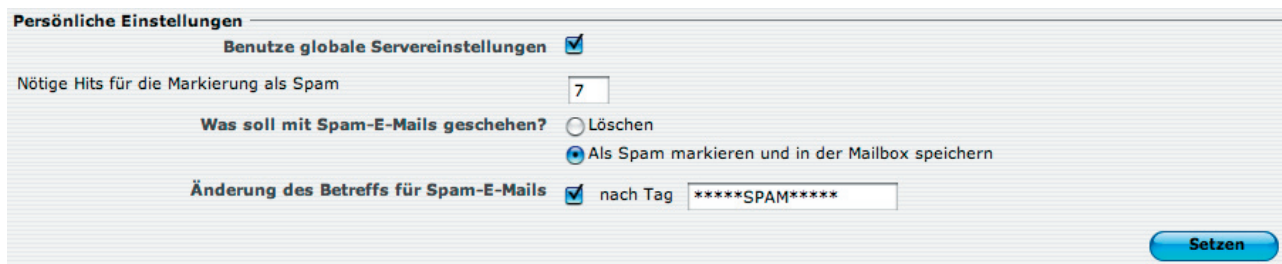 Persönliche Einstellungen
Benutze globale Servereinstellungen
Nötige Hits für die Markierung als Spam 7
Was soll mit Spam-E-Mails geschehen? Löschen
Als Spam markieren und in der Mailbox speichern
Änderung des Betreffs für Spam-E-Mails nach Tag *****SPAM*****
Setzen